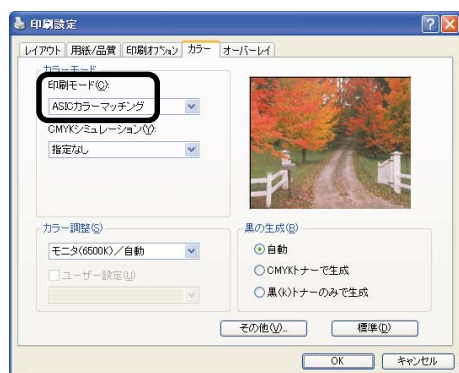 印刷設定
レイアウト 用紙/品質 印刷オプション カラー オーバーレイ
カラーモード
印刷モード(C):
ASICカラーマッチング
CMYKシミュレーション(Y):
指定なし
カラー調整(S)
モニタ(6500K)/自動
ユーザー設定(U)
黒の生成(B)
自動
CMYKトナーで生成
黒(k)トナーのみで生成
その他(V)...
標準(D)
OK
キャンセル